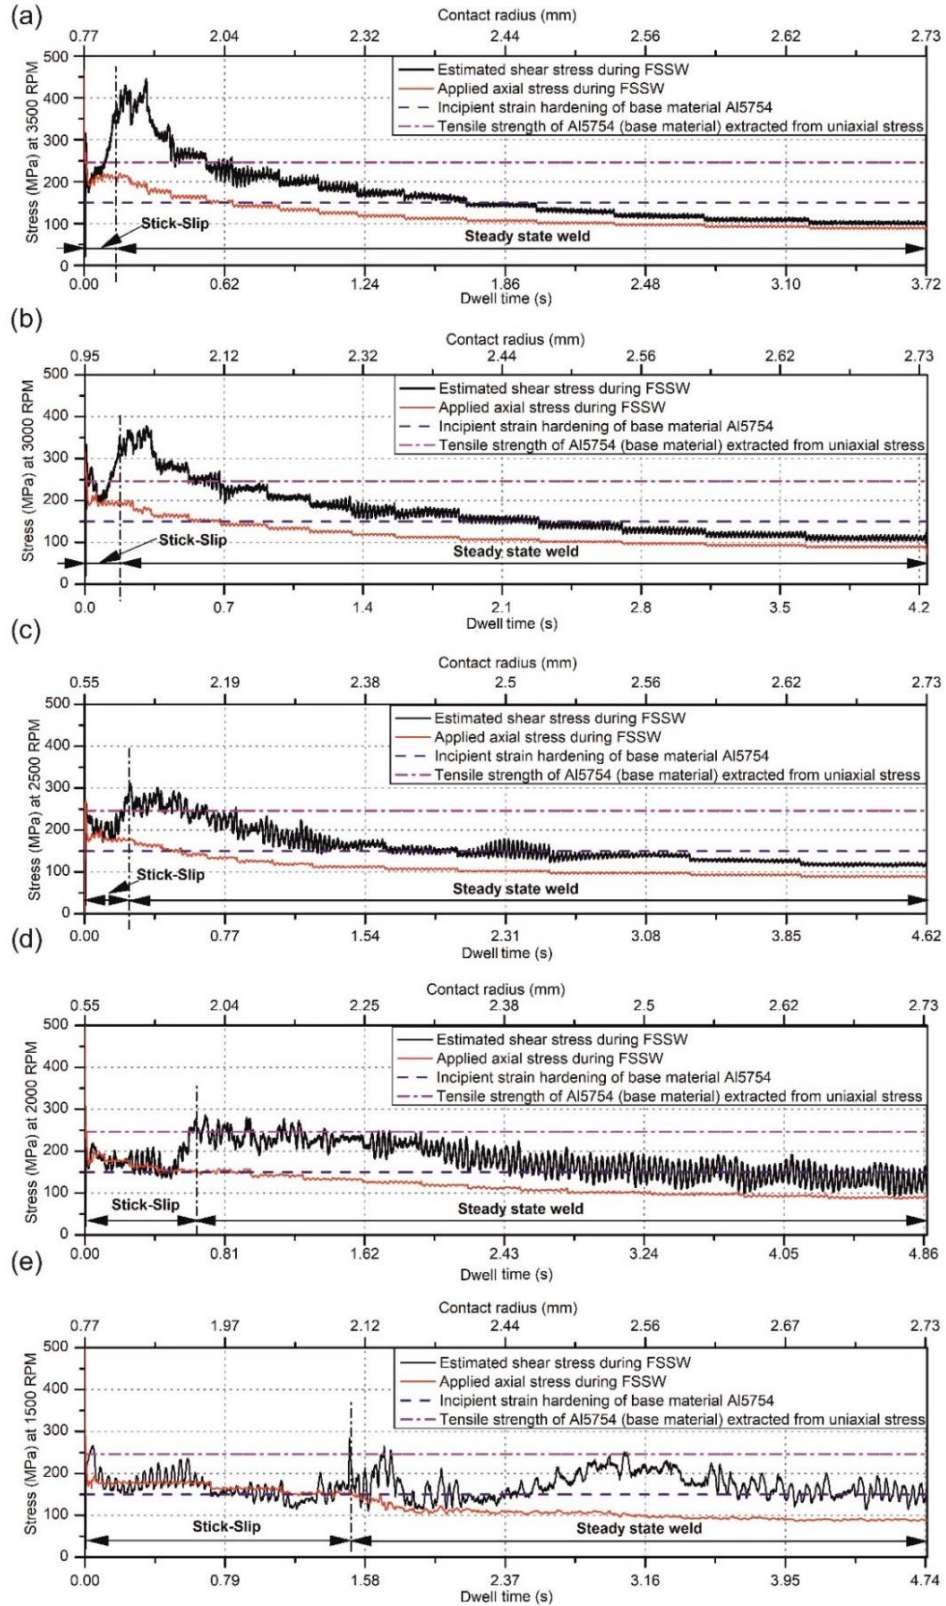 (a)
Contact radius (mm)
0.77 2.04 2.32 2.44 2.62 2.73
Stress (MPa) at 3500 RPM
500
400
300
200
100
0
Estimated shear stress during FSSW
Applied axial stress during FSSW
Incipient strain hardening of base material Al5754
Tensile strength of Al5754 (base material) extracted from uniaxial stress
Stick-Slip
Steady state weld
0.00 0.62 1.24 1.86 2.48 3.10 3.72
Dwell time (s)
(b)
Contact radius (mm)
0.95 2.12 2.32 2.44 2.56 2.62 2.73
Stress (MPa) at 3000 RPM
500
400
300
200
100
0
Estimated shear stress during FSSW
Applied axial stress during FSSW
Incipient strain hardening of base material Al5754
Tensile strength of Al5754 (base material) extracted from uniaxial stress
Stick-Slip
Steady state weld
0.0 0.7 1.4 2.1 2.8 3.5 4.2
Dwell time (s)
(c)
Contact radius (mm)
0.55 2.19 2.38 2.5 2.56 2.62 2.73
Stress (MPa) at 2500 RPM
500
400
300
200
100
0
Estimated shear stress during FSSW
Applied axial stress during FSSW
Incipient strain hardening of base material Al5754
Tensile strength of Al5754 (base material) extracted from uniaxial stress
Stick-Slip
Steady state weld
0.00 0.77 1.54 2.31 3.08 3.85 4.62
Dwell time (s)
(d)
Contact radius (mm)
0.55 2.04 2.25 2.38 2.5 2.62 2.73
Stress (MPa) at 2000 RPM
500
400
300
200
100
0
Estimated shear stress during FSSW
Applied axial stress during FSSW
Incipient strain hardening of base material Al5754
Tensile strength of Al5754 (base material) extracted from uniaxial stress
Stick-Slip
Steady state weld
0.00 0.81 1.62 2.43 3.24 4.05 4.86
Dwell time (s)
(e)
Contact radius (mm)
0.77 1.97 2.12 2.44 2.56 2.67 2.73
Stress (MPa) at 1500 RPM
500
400
300
200
100
0
Estimated shear stress during FSSW
Applied axial stress during FSSW
Incipient strain hardening of base material Al5754
Tensile strength of Al5754 (base material) extracted from uniaxial stress
Stick-Slip
Steady state weld
0.00 0.79 1.58 2.37 3.16 3.95 4.74
Dwell time (s)